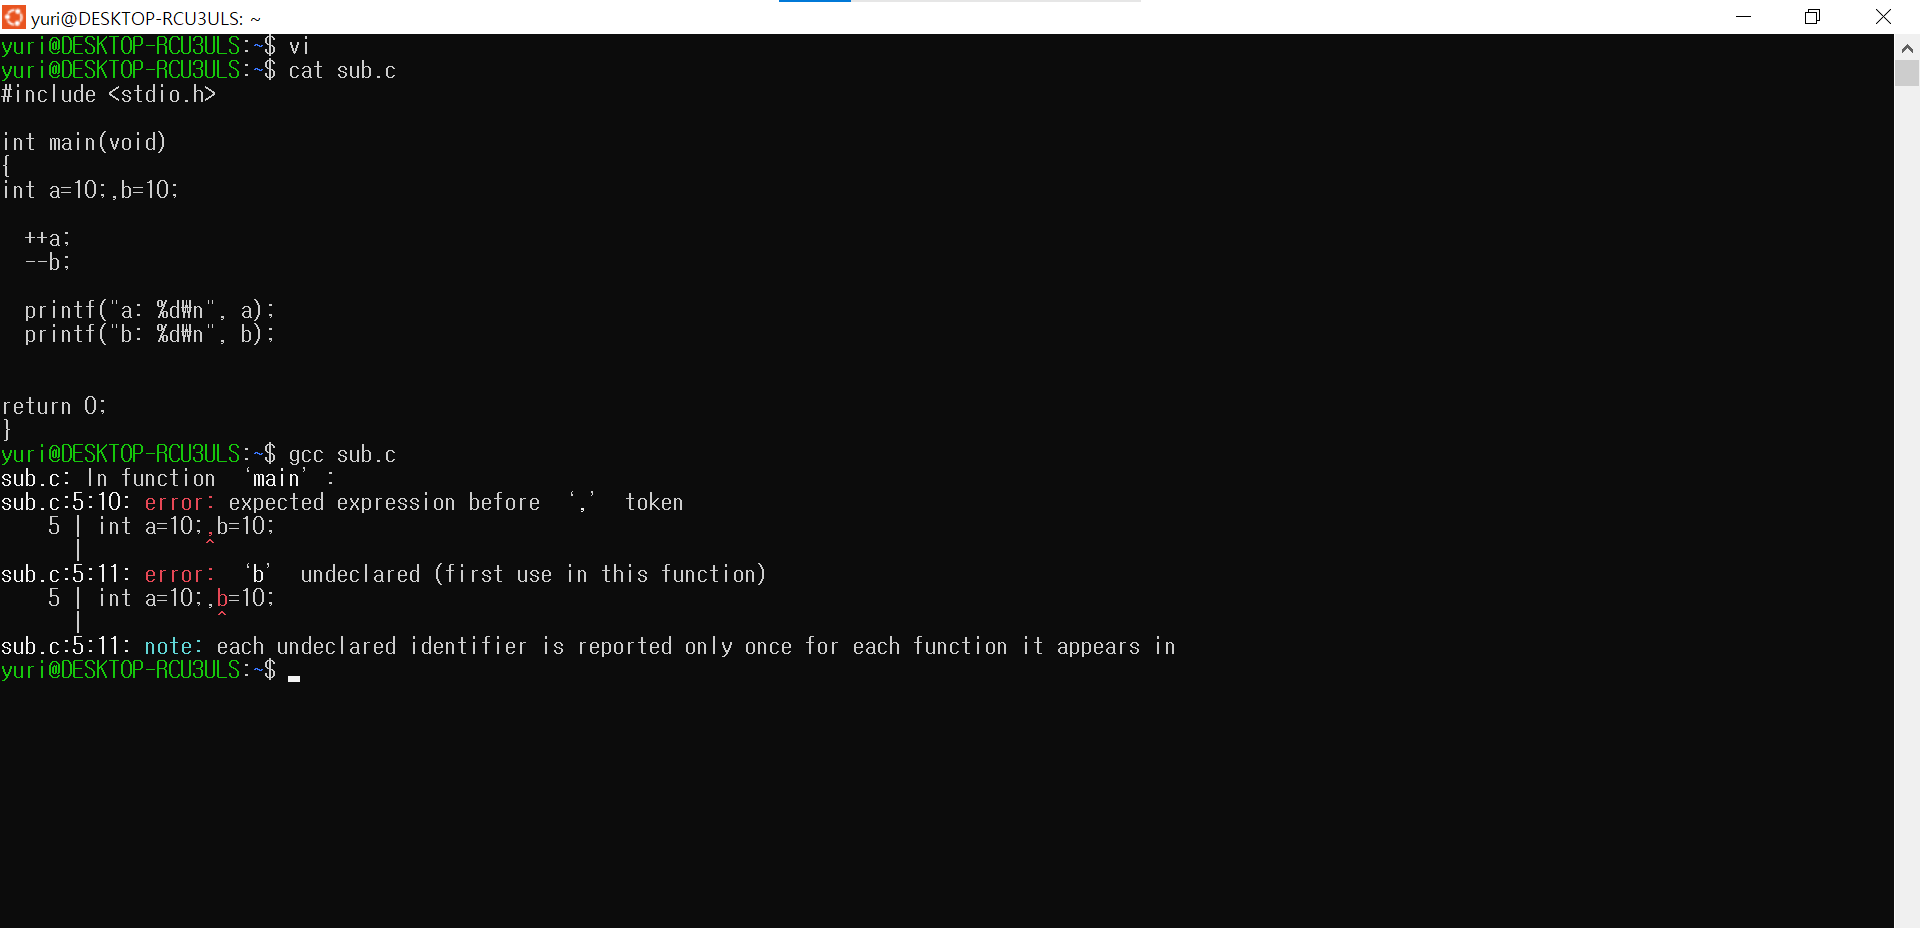 yuri@DESKTOP-RCU3ULS: ~
yuri@DESKTOP-RCU3ULS:~$ vi
yuri@DESKTOP-RCU3ULS:~$ cat sub.c
#include <stdio.h>
int main(void)
{
int a=10;,b=10;
  ++a;
  --b;
  printf("a: %d₩n", a);
  printf("b: %d₩n", b);
return 0;
}
yuri@DESKTOP-RCU3ULS:~$ gcc sub.c
sub.c: In function ‘main’ :
sub.c:5:10: error: expected expression before ‘,’ token
    5 | int a=10;,b=10;
      |          ^
sub.c:5:11: error: ‘b’ undeclared (first use in this function)
    5 | int a=10;,b=10;
      |           ^
sub.c:5:11: note: each undeclared identifier is reported only once for each function it appears in
yuri@DESKTOP-RCU3ULS:~$